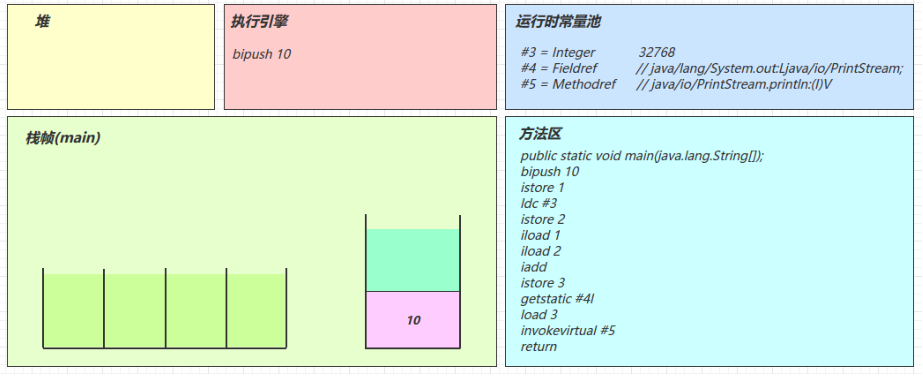 堆
执行引擎
bipush 10
运行时常量池
#3 = Integer 32768
#4 = Fieldref // java/lang/System.out:Ljava/io/PrintStream;
#5 = Methodref // java/io/PrintStream.println:(I)V
栈帧(main)
10
方法区
public static void main(java.lang.String[]);
bipush 10
istore 1
ldc #3
istore 2
iload 1
iload 2
iadd
istore 3
getstatic #4l
load 3
invokevirtual #5
return